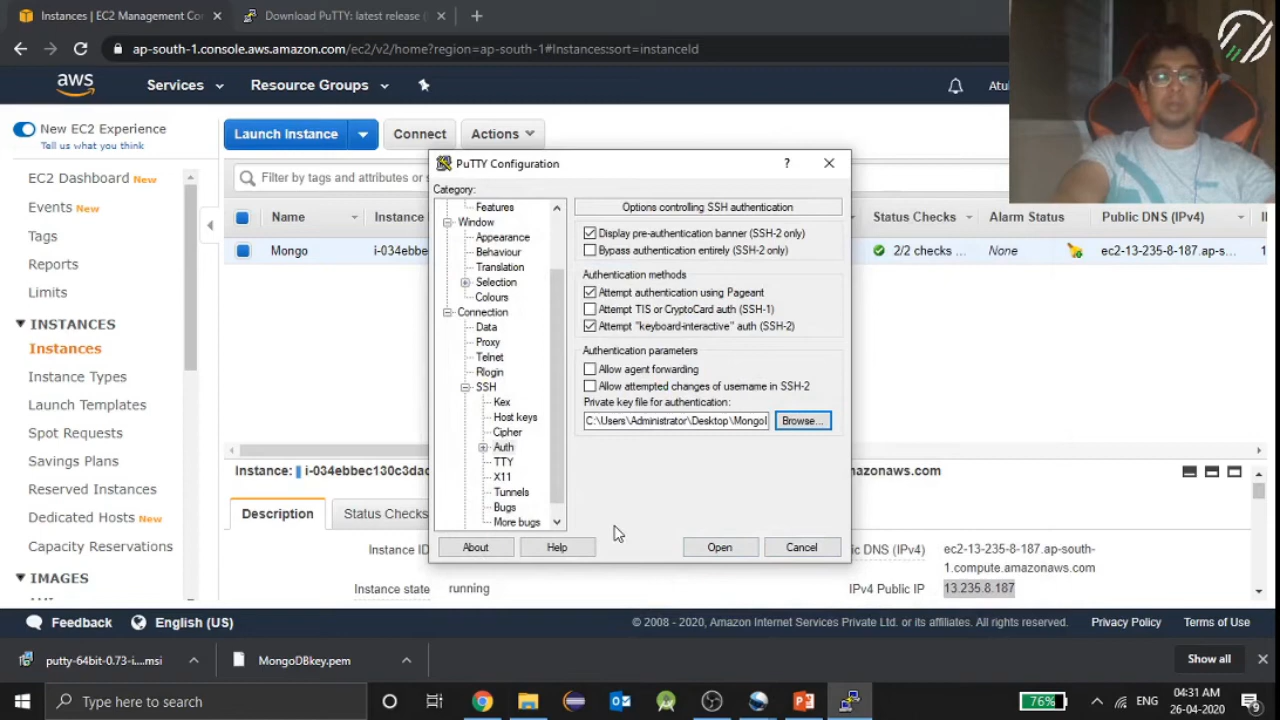 Instances | EC2 Management Co
Download PuTTY: latest release (
ap-south-1.console.aws.amazon.com/ec2/v2/home?region=ap-south-1#Instances:sort=instanceId
aws
Services
Resource Groups
Atu
New EC2 Experience
Tell us what you think
Launch Instance
Connect
Actions
EC2 Dashboard New
Events New
Tags
Reports
Limits
INSTANCES
Instances
Instance Types
Launch Templates
Spot Requests
Savings Plans
Reserved Instances
Dedicated Hosts New
Capacity Reservations
IMAGES
Filter by tags and attributes or s
Name
Instance
Status Checks
Alarm Status
Public DNS (IPv4)
Mongo
i-034ebbe
2/2 checks ...
None
ec2-13-235-8-187.ap-s...
PuTTY Configuration
?
Category:
Features
Window
Appearance
Behaviour
Translation
Selection
Colours
Connection
Data
Proxy
Telnet
Rlogin
SSH
Kex
Host keys
Cipher
Auth
TTY
X11
Tunnels
Bugs
More bugs
Options controlling SSH authentication
Display pre-authentication banner (SSH-2 only)
Bypass authentication entirely (SSH-2 only)
Authentication methods
Attempt authentication using Pageant
Attempt TIS or CryptoCard auth (SSH-1)
Attempt "keyboard-interactive" auth (SSH-2)
Authentication parameters
Allow agent forwarding
Allow attempted changes of username in SSH-2
Private key file for authentication:
C:\Users\Administrator\Desktop\Mongol
Browse...
About
Help
Open
Cancel
Instance: i-034ebbec130c3dac
nazonaws.com
Description
Status Checks
Instance ID
Instance state
running
ic DNS (IPv4)
ec2-13-235-8-187.ap-south-
1.compute.amazonaws.com
IPv4 Public IP
13.235.8.187
Feedback
English (US)
© 2008 - 2020, Amazon Internet Services Private Ltd. or its affiliates. All rights reserved.
Privacy Policy
Terms of Use
putty-64bit-0.73-i....msi
MongoDBkey.pem
Show all
Type here to search
76%
ENG
04:31 AM
26-04-2020
9